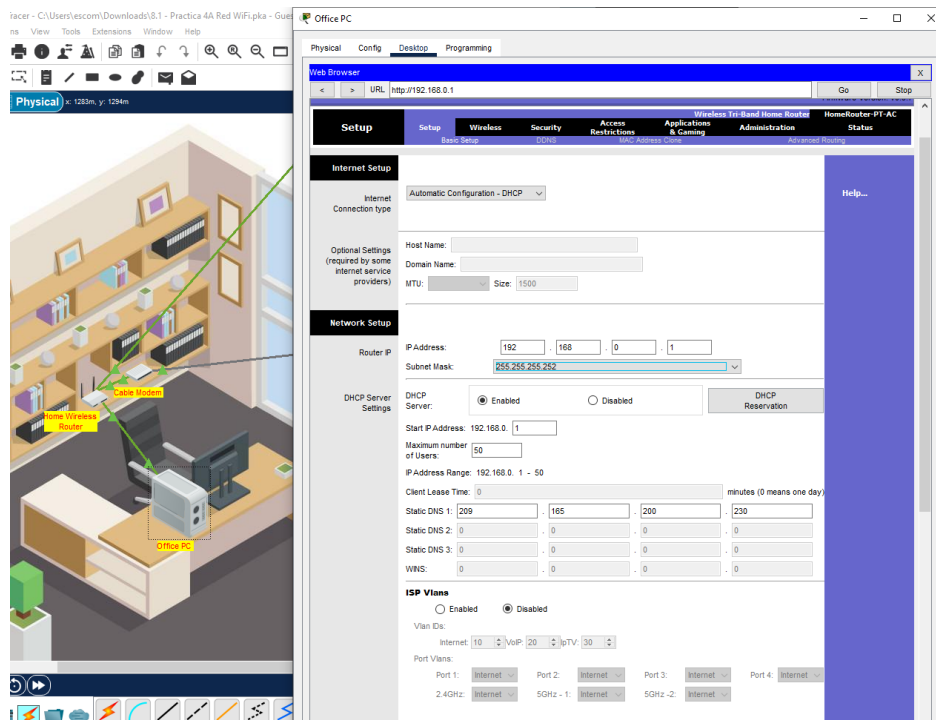 racer - C:\Users\escom\Downloads\8.1 - Practica 4A Red WiFi.pka - Gues
ns View Tools Extensions Window Help
Physical x: 1283m, y: 1294m
Cable Modem
Home Wireless
Router
Office PC
Office PC
Physical Config Desktop Programming
Web Browser X
< > URL http://192.168.0.1 Go Stop
Wireless Tri-Band Home Router HomeRouter-PT-AC
Setup Setup Wireless Security Access Restrictions Applications & Gaming Administration Status
Basic Setup DDNS MAC Address Clone Advanced Routing
Internet Setup
Internet
Connection type
Automatic Configuration - DHCP
Help...
Optional Settings
(required by some
internet service
providers)
Host Name:
Domain Name:
MTU: Size: 1500
Network Setup
Router IP
IP Address: 192 . 168 . 0 . 1
Subnet Mask: 255.255.255.252
DHCP Server
Settings
DHCP
Server: Enabled Disabled DHCP
Reservation
Start IP Address: 192.168.0. 1
Maximum number
of Users: 50
IP Address Range: 192.168.0. 1 - 50
Client Lease Time: 0 minutes (0 means one day)
Static DNS 1: 209 . 165 . 200 . 230
Static DNS 2: 0 . 0 . 0 . 0
Static DNS 3: 0 . 0 . 0 . 0
WINS: 0 . 0 . 0 . 0
ISP Vlans
Enabled Disabled
Vlan IDs:
Internet: 10 VoIP: 20 IpTV: 30
Port Vlans:
Port 1: Internet Port 2: Internet Port 3: Internet Port 4: Internet
2.4GHz: Internet 5GHz - 1: Internet 5GHz -2: Internet